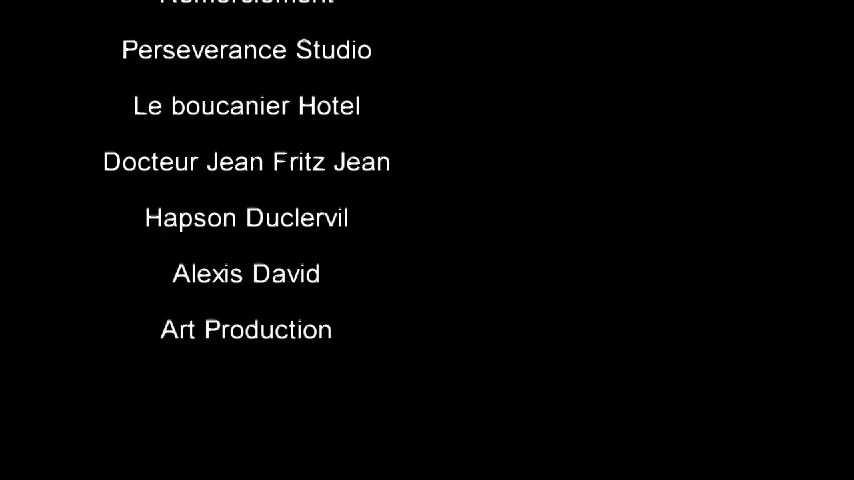 Perseverance Studio
Le boucanier Hotel
Docteur Jean Fritz Jean
Hapson Duclervil
Alexis David
Art Production